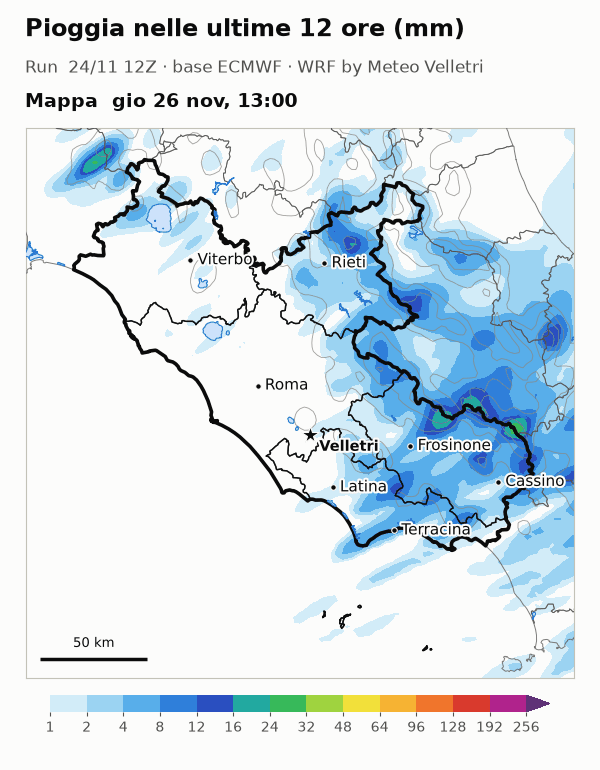 Pioggia nelle ultime 12 ore (mm)
Run  24/11 12Z · base ECMWF · WRF by Meteo Velletri
Mappa  gio 26 nov, 13:00
Viterbo
Rieti
Roma
Velletri
Frosinone
Latina
Cassino
Terracina
50 km
1 2 4 8 12 16 24 32 48 64 96 128 192 256